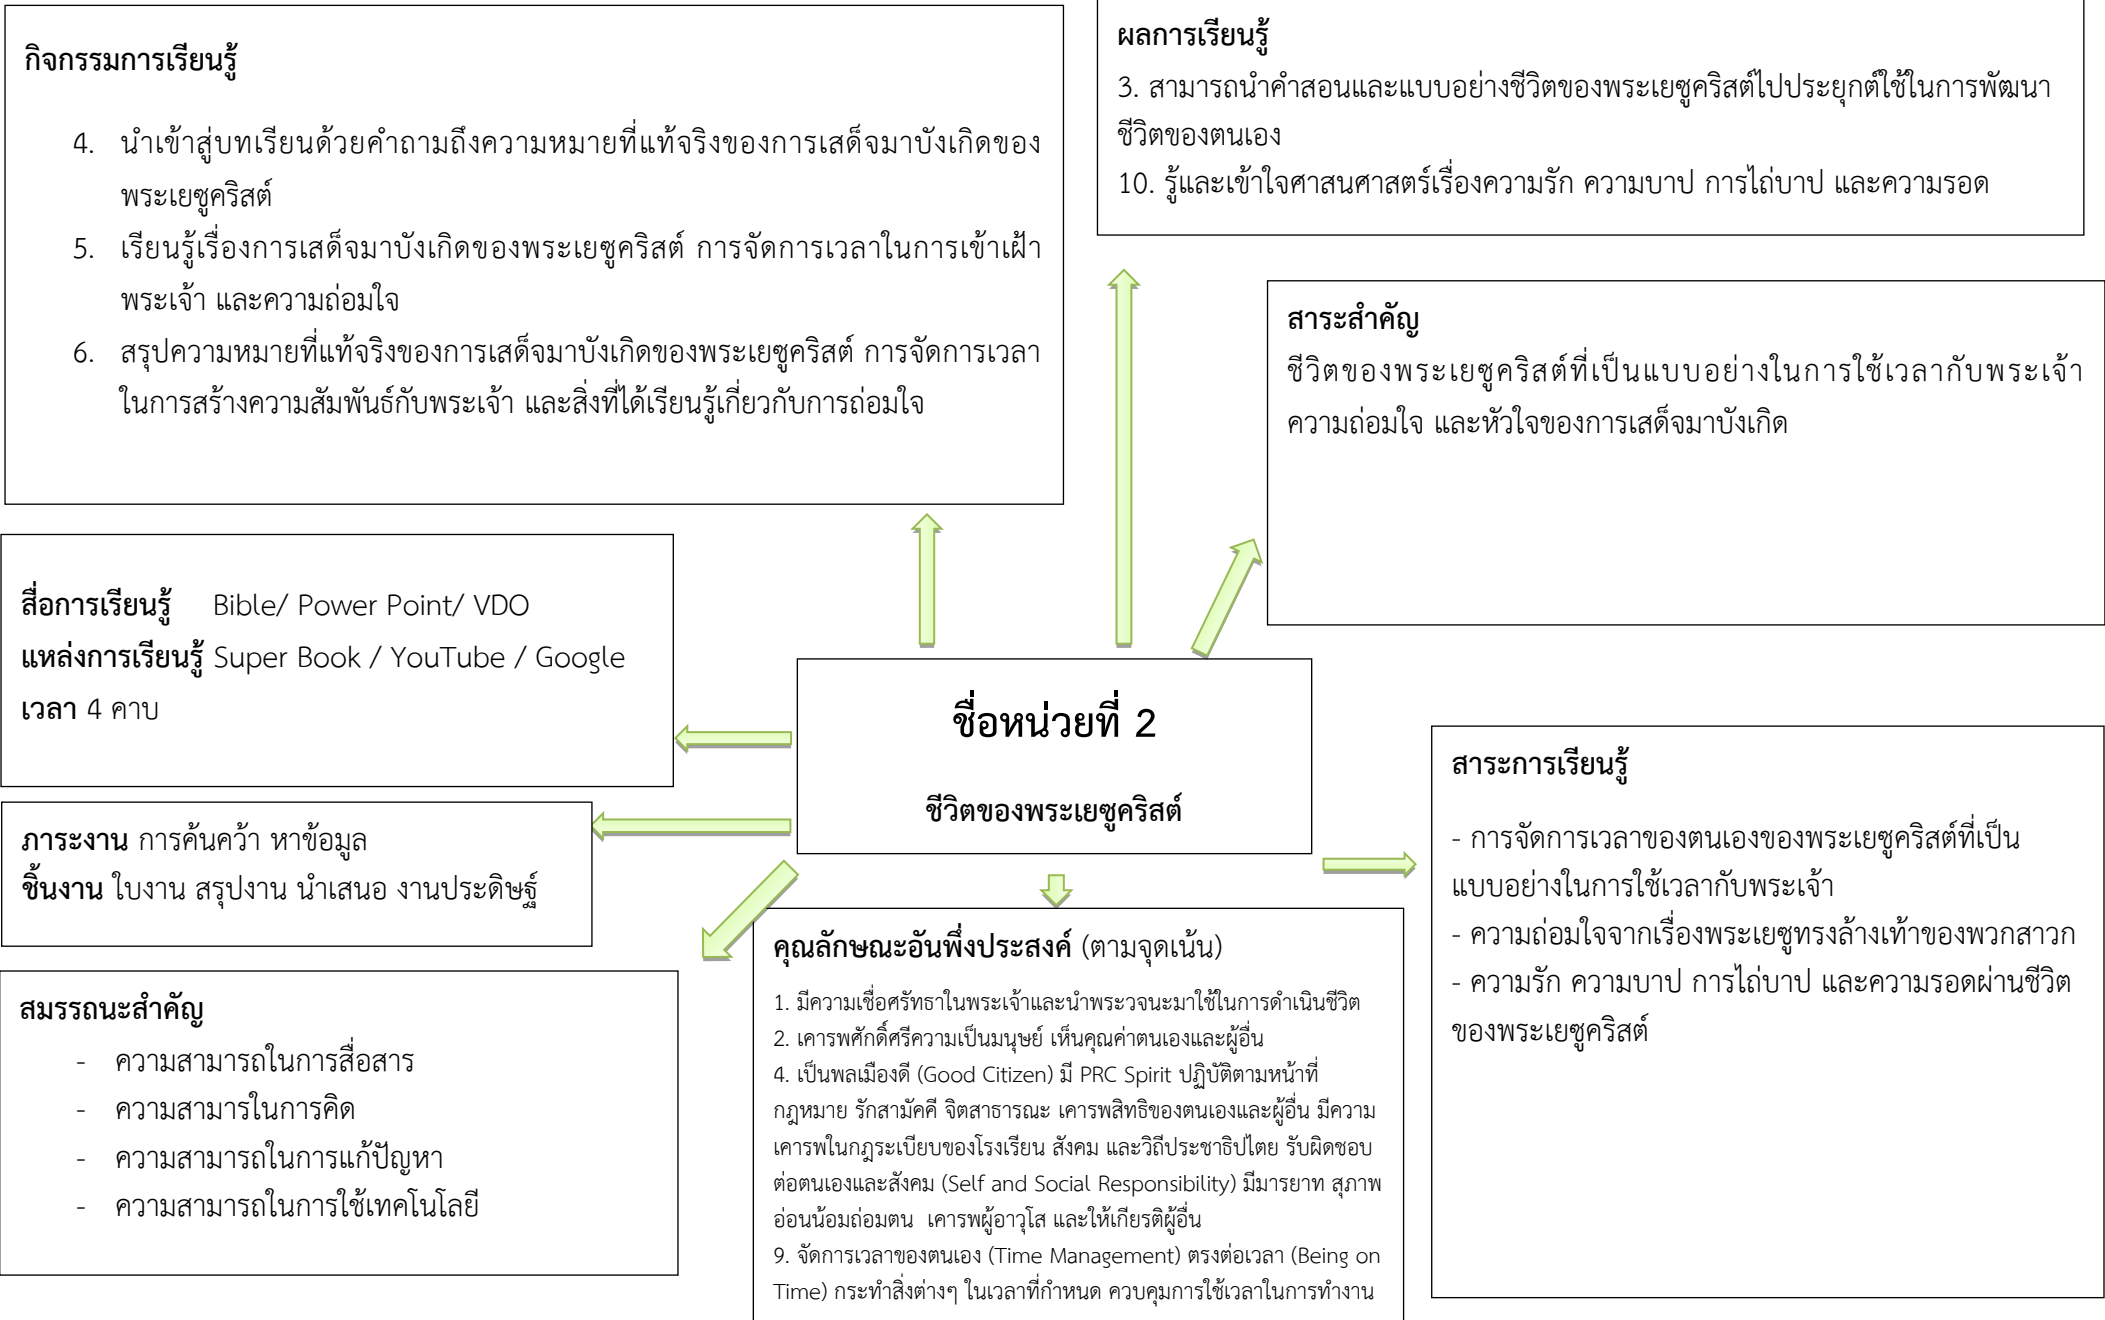 กิจกรรมการเรียนรู้
4. นำเข้าสู่บทเรียนด้วยคำถามถึงความหมายที่แท้จริงของการเสด็จมาบังเกิดของ
พระเยซูคริสต์
5. เรียนรู้เรื่องการเสด็จมาบังเกิดของพระเยซูคริสต์ การจัดการเวลาในการเข้าเฝ้า
พระเจ้า และความถ่อมใจ
6. สรุปความหมายที่แท้จริงของการเสด็จมาบังเกิดของพระเยซูคริสต์ การจัดการเวลา
ในการสร้างความสัมพันธ์กับพระเจ้า และสิ่งที่ได้เรียนรู้เกี่ยวกับการถ่อมใจ
ผลการเรียนรู้
3. สามารถนำคำสอนและแบบอย่างชีวิตของพระเยซูคริสต์ไปประยุกต์ใช้ในการพัฒนา
ชีวิตของตนเอง
10. รู้และเข้าใจศาสนศาสตร์เรื่องความรัก ความบาป การไถ่บาป และความรอด
สาระสำคัญ
ชีวิตของพระเยซูคริสต์ที่เป็นแบบอย่างในการใช้เวลากับพระเจ้า
ความถ่อมใจ และหัวใจของการเสด็จมาบังเกิด
สื่อการเรียนรู้ Bible/ Power Point/ VDO
แหล่งการเรียนรู้ Super Book / YouTube / Google
เวลา 4 คาบ
ชื่อหน่วยที่ 2
ชีวิตของพระเยซูคริสต์
ภาระงาน การค้นคว้า หาข้อมูล
ชิ้นงาน ใบงาน สรุปงาน นำเสนอ งานประดิษฐ์
สมรรถนะสำคัญ
- ความสามารถในการสื่อสาร
- ความสามารในการคิด
- ความสามารถในการแก้ปัญหา
- ความสามารถในการใช้เทคโนโลยี
คุณลักษณะอันพึ่งประสงค์ (ตามจุดเน้น)
1. มีความเชื่อศรัทธาในพระเจ้าและนำพระวจนะมาใช้ในการดำเนินชีวิต
2. เคารพศักดิ์ศรีความเป็นมนุษย์ เห็นคุณค่าตนเองและผู้อื่น
4. เป็นพลเมืองดี (Good Citizen) มี PRC Spirit ปฏิบัติตามหน้าที่
กฎหมาย รักสามัคคี จิตสาธารณะ เคารพสิทธิของตนเองและผู้อื่น มีความ
เคารพในกฎระเบียบของโรงเรียน สังคม และวิถีประชาธิปไตย รับผิดชอบ
ต่อตนเองและสังคม (Self and Social Responsibility) มีมารยาท สุภาพ
อ่อนน้อมถ่อมตน เคารพผู้อาวุโส และให้เกียรติผู้อื่น
9. จัดการเวลาของตนเอง (Time Management) ตรงต่อเวลา (Being on
Time) กระทำสิ่งต่างๆ ในเวลาที่กำหนด ควบคุมการใช้เวลาในการทำงาน
สาระการเรียนรู้
- การจัดการเวลาของตนเองของพระเยซูคริสต์ที่เป็น
แบบอย่างในการใช้เวลากับพระเจ้า
- ความถ่อมใจจากเรื่องพระเยซูทรงล้างเท้าของพวกสาวก
- ความรัก ความบาป การไถ่บาป และความรอดผ่านชีวิต
ของพระเยซูคริสต์